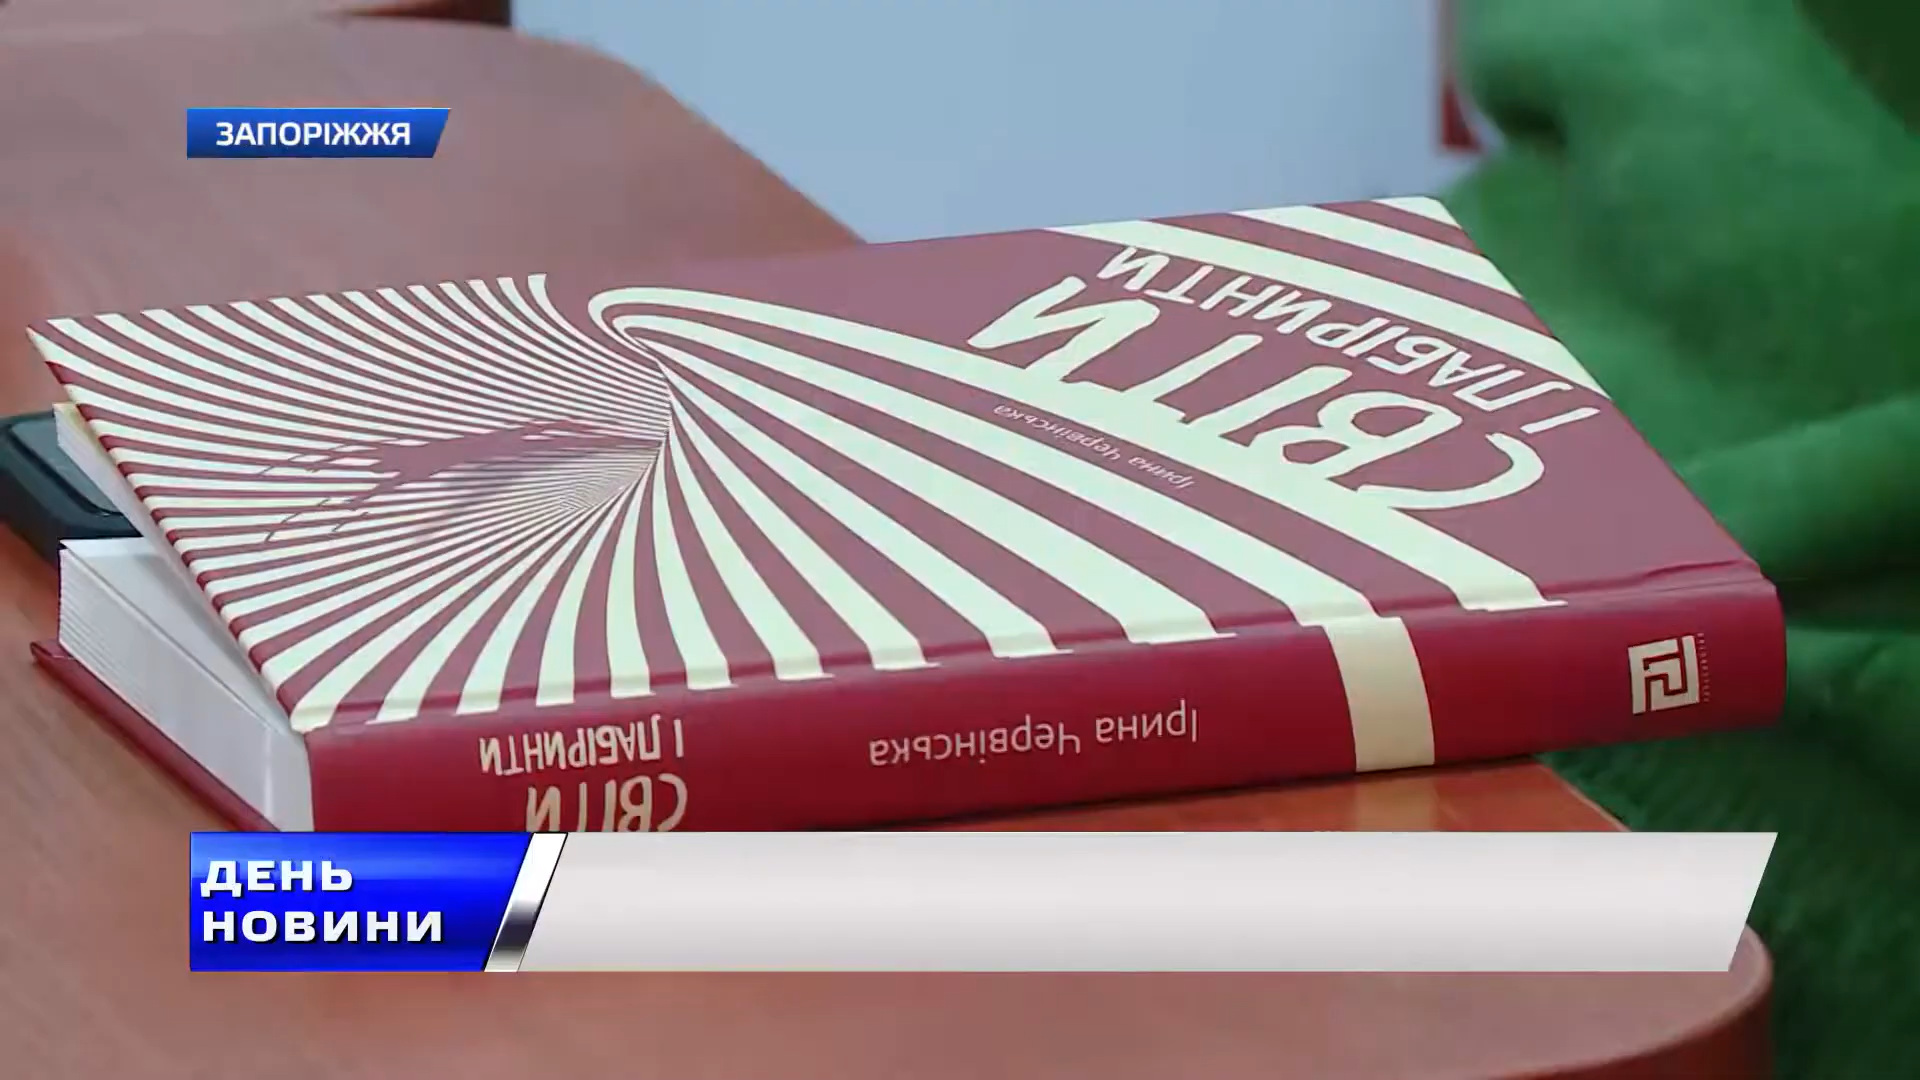 ЗАПОРІЖЖЯ
СВІТИ
І ЛАБІРИНТИ
Ірина Червінська
Ірина Червінська
СВІТИ
І ЛАБІРИНТИ
ДЕНЬ
НОВИНИ